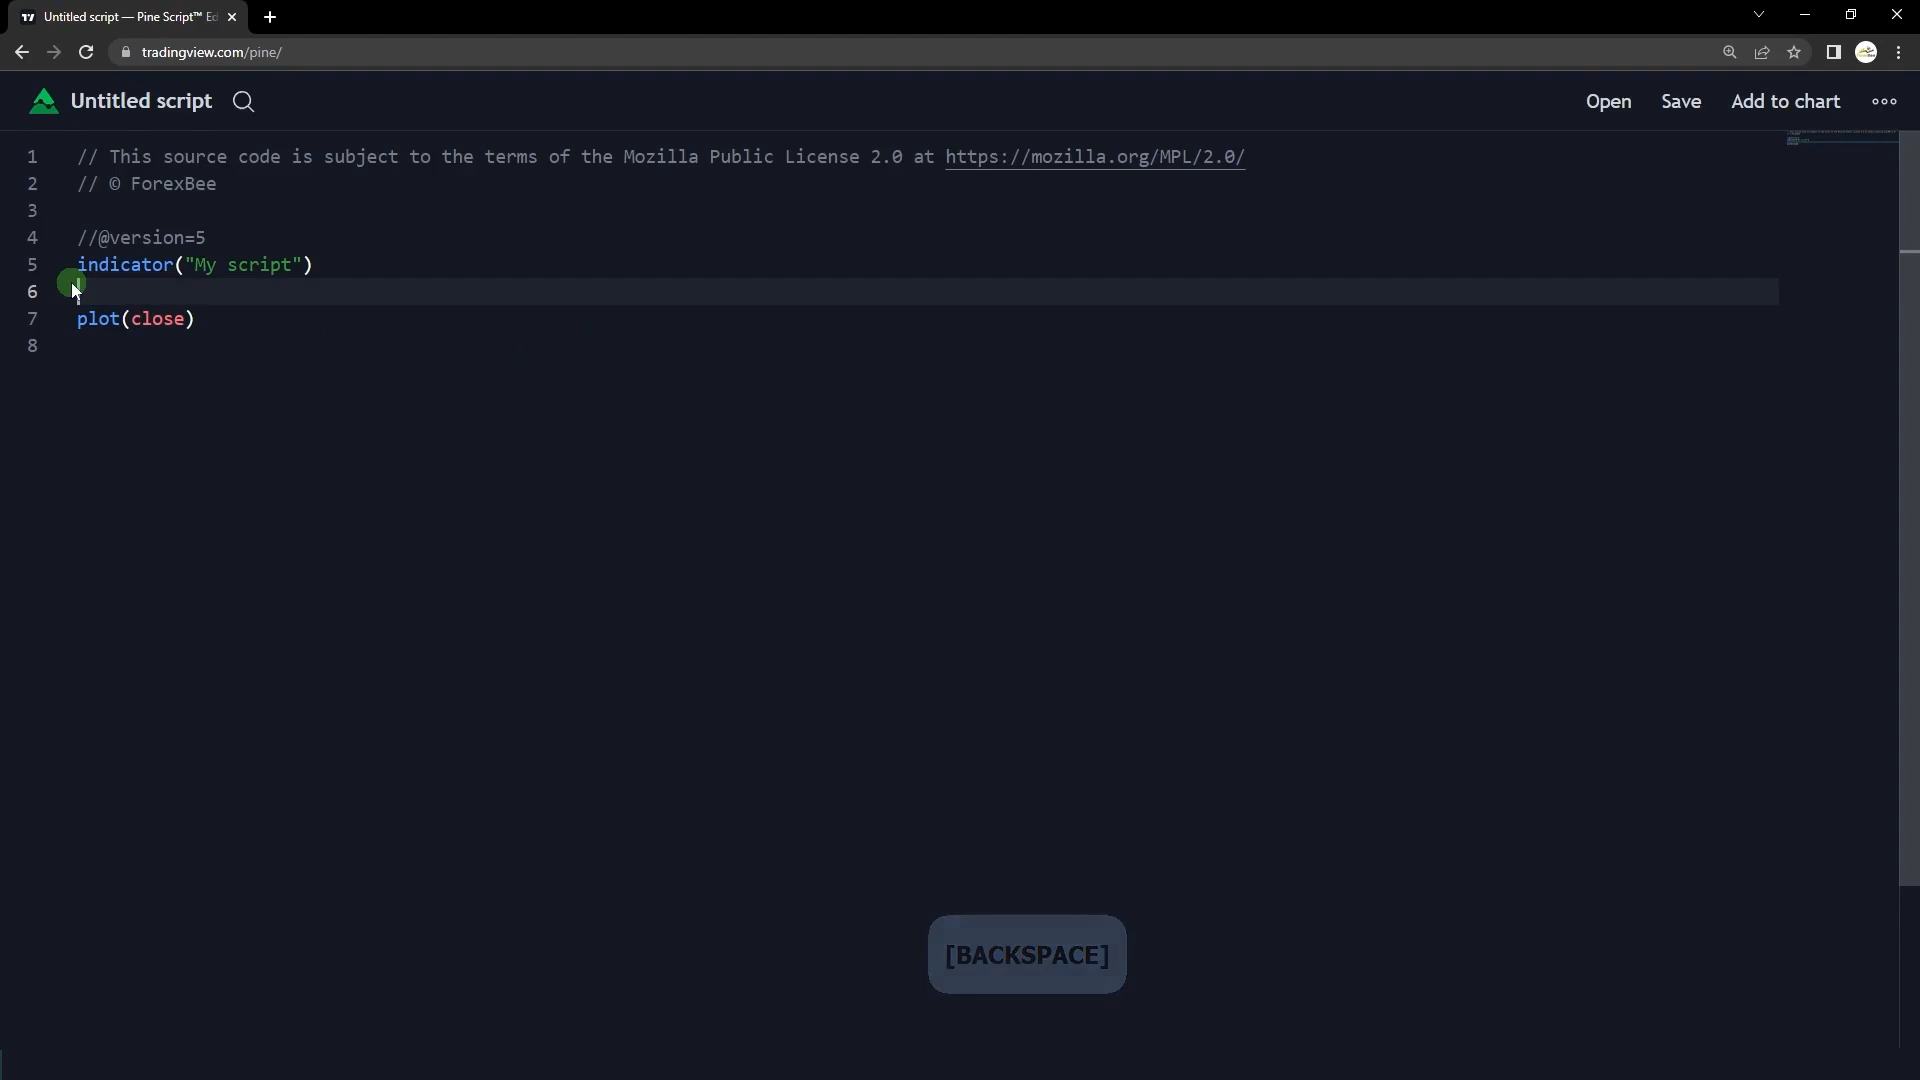 Untitled script — Pine Script™ Ed
tradingview.com/pine/
Untitled script
Open Save Add to chart
1 // This source code is subject to the terms of the Mozilla Public License 2.0 at https://mozilla.org/MPL/2.0/
2 // © ForexBee
3
4 //@version=5
5 indicator("My script")
6
7 plot(close)
8
[BACKSPACE]